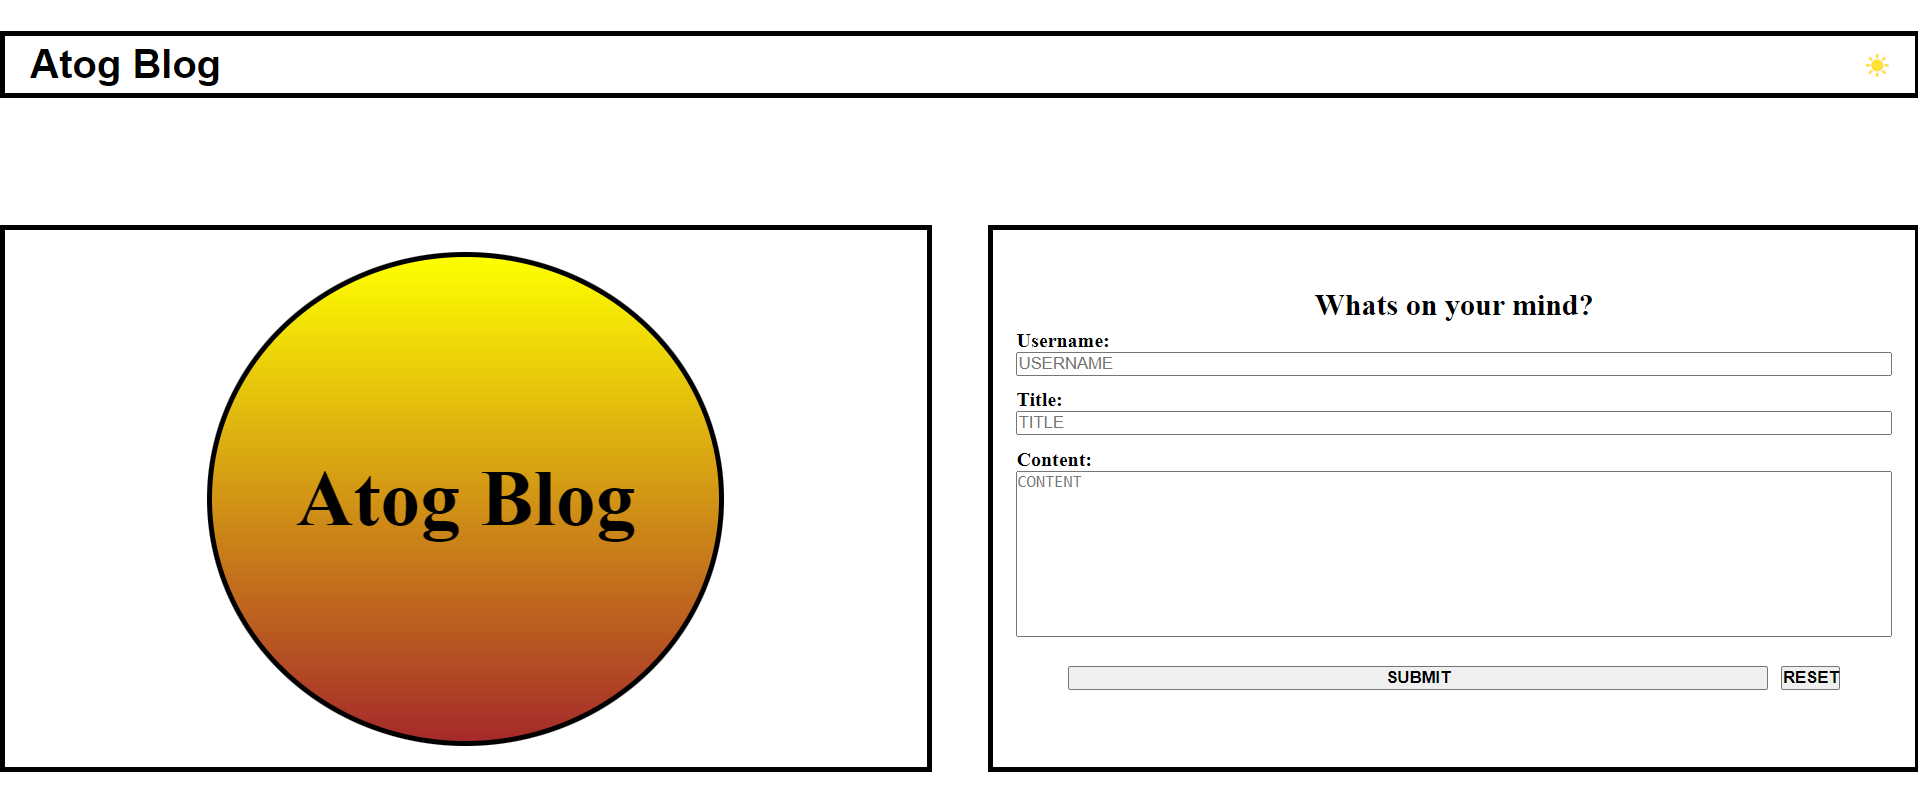 Atog Blog
Atog Blog
Whats on your mind?
Username:
USERNAME
Title:
TITLE
Content:
CONTENT
SUBMIT RESET